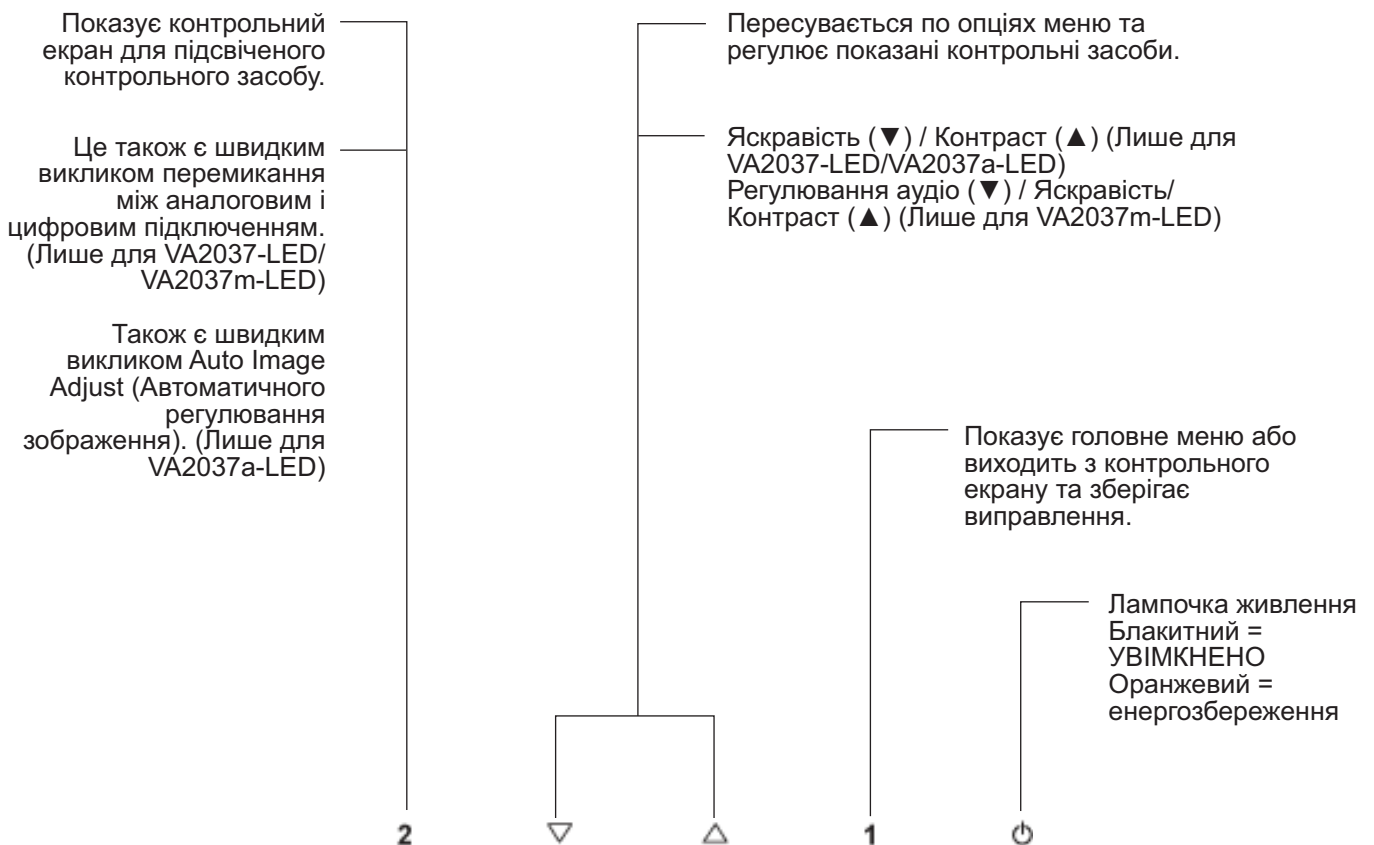 Показує контрольний
екран для підсвіченого
контрольного засобу.
Це також є швидким
викликом перемикання
між аналоговим і
цифровим підключенням.
(Лише для VA2037-LED/
VA2037m-LED)
Також є швидким
викликом Auto Image
Adjust (Автоматичного
регулювання
зображення). (Лише для
VA2037a-LED)
Пересувається по опціях меню та
регулює показані контрольні засоби.
Яскравість (▼) / Контраст (▲) (Лише для
VA2037-LED/VA2037a-LED)
Регулювання аудіо (▼) / Яскравість/
Контраст (▲) (Лише для VA2037m-LED)
Показує головне меню або
виходить з контрольного
екрану та зберігає
виправлення.
Лампочка живлення
Блакитний =
УВІМКНЕНО
Оранжевий =
енергозбереження
2 ▽ △ 1 ⏻